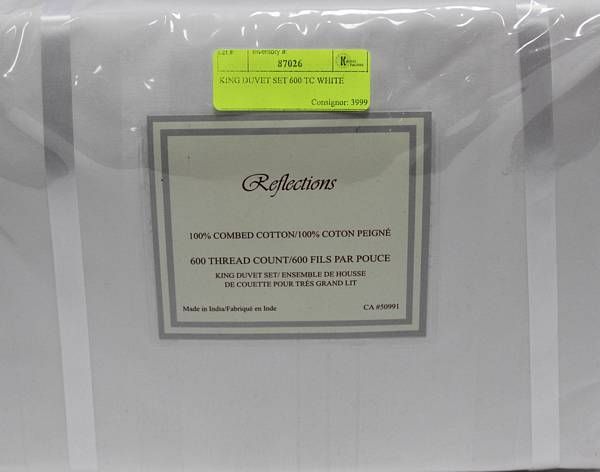 Lot #: Inventory #:
87026
KING DUVET SET 600 TC WHITE
Consignor: 3999
Reflections
100% COMBED COTTON/100% COTON PEIGNÉ
600 THREAD COUNT/600 FILS PAR POUCE
KING DUVET SET/ ENSEMBLE DE HOUSSE
DE COUETTE POUR TRÈS GRAND LIT
Made in India/Fabriqué en Inde CA #50991